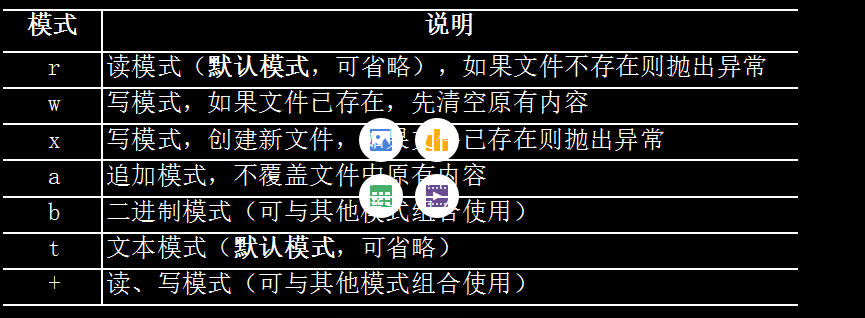 模式 说明
r 读模式（默认模式，可省略），如果文件不存在则抛出异常
w 写模式，如果文件已存在，先清空原有内容
x 写模式，创建新文件，如果文件已存在则抛出异常
a 追加模式，不覆盖文件中原有内容
b 二进制模式（可与其他模式组合使用）
t 文本模式（默认模式，可省略）
+ 读、写模式（可与其他模式组合使用）